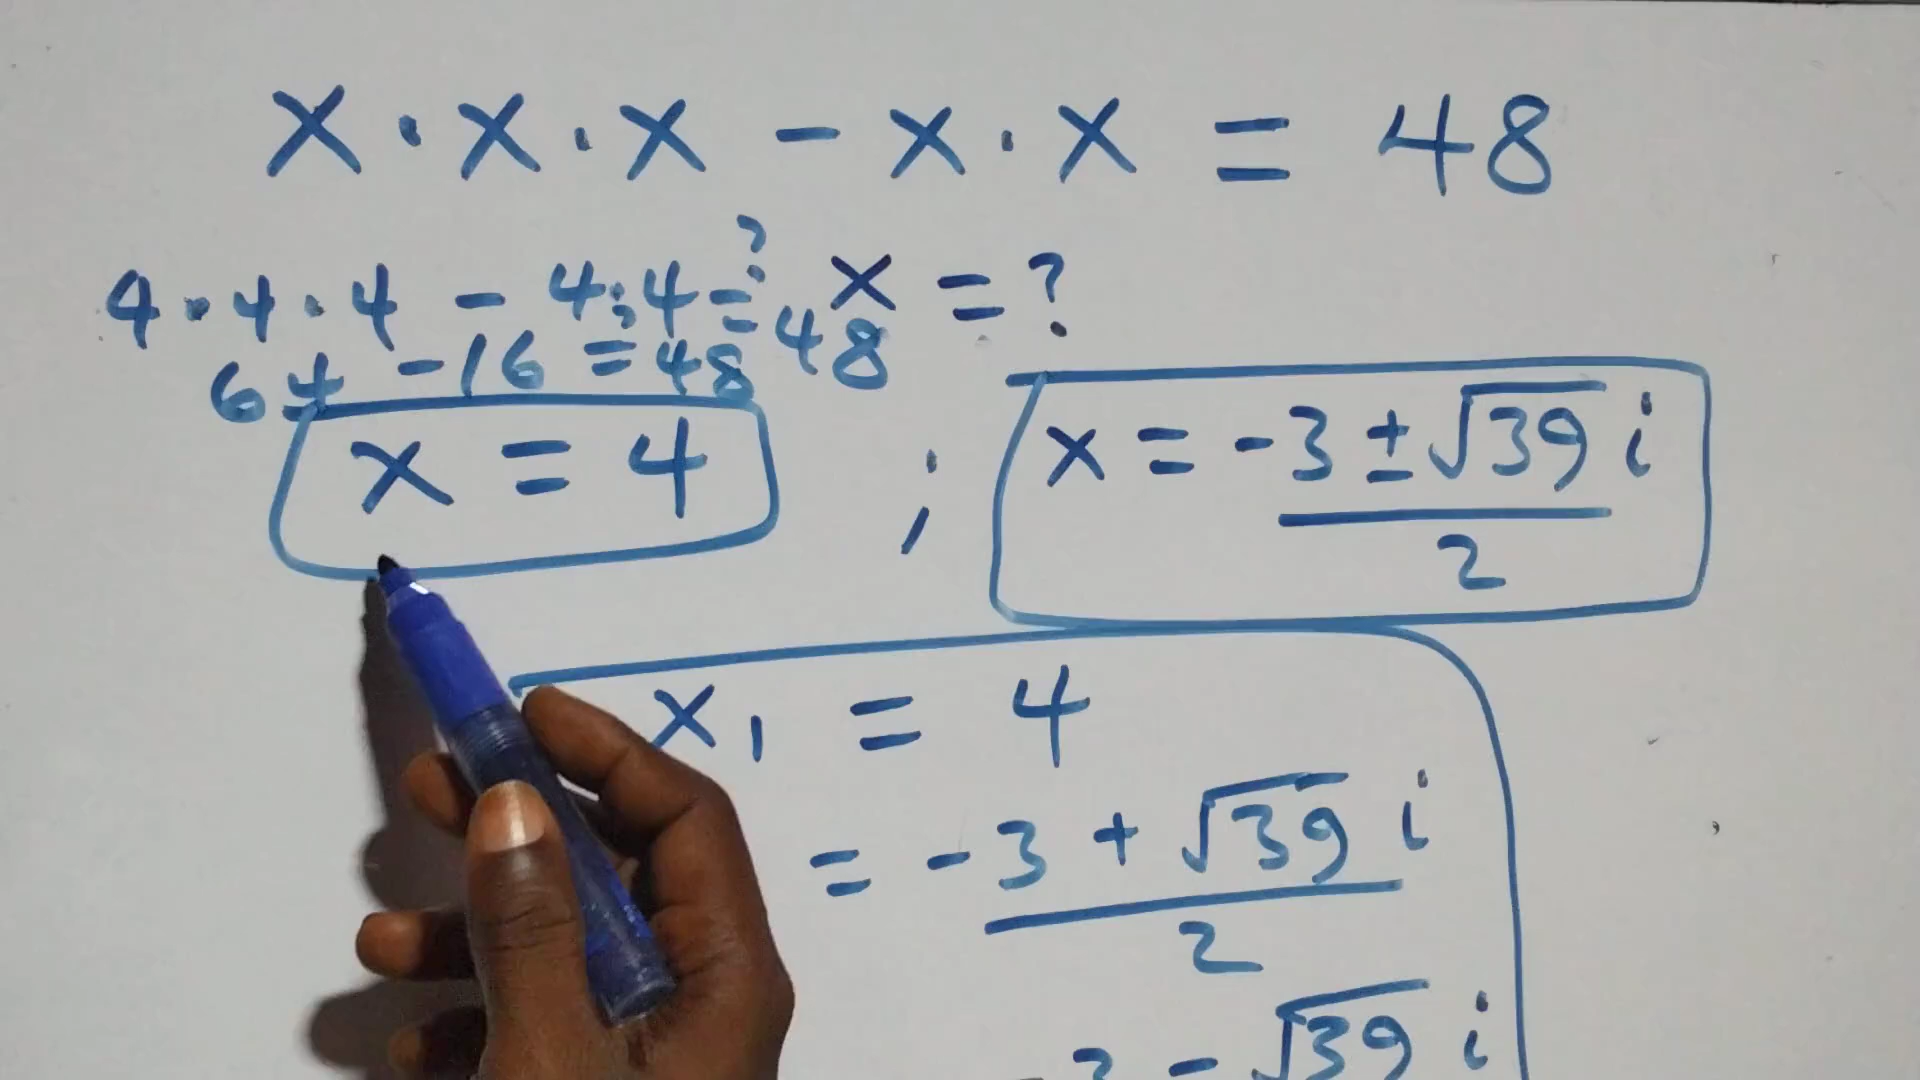 x · x · x - x · x = 48
4 · 4 · 4 - 4 · 4 =? 48
x = ?
64 - 16 = 48
x = 4 ; x = -3 ± √39 i
2
x₁ = 4
= -3 + √39 i
2
-3 - √39 i